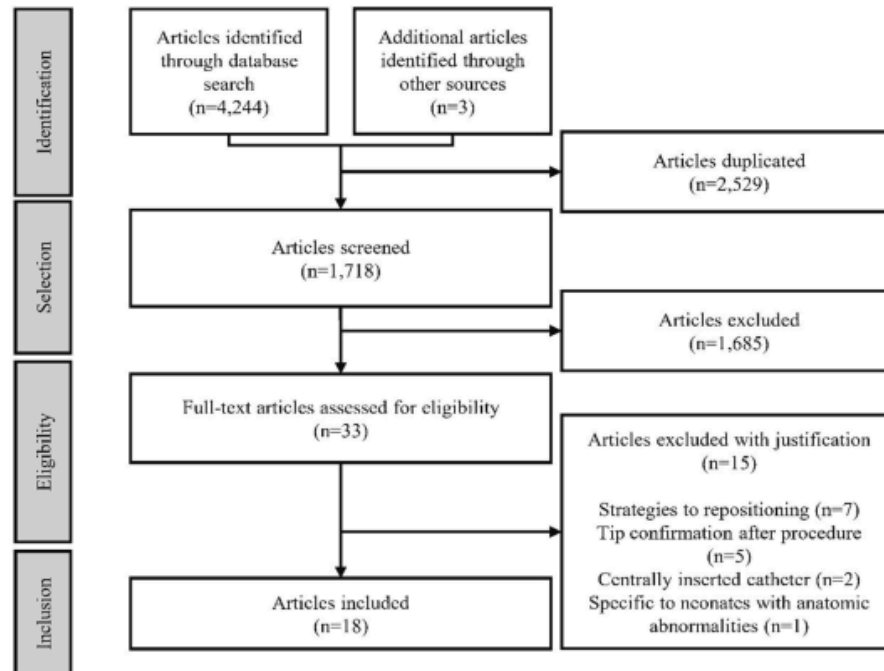 Identification
Articles identified
through database
search
(n=4,244)
Additional articles
identified through
other sources
(n=3)
Articles duplicated
(n=2,529)
Selection
Articles screened
(n=1,718)
Articles excluded
(n=1,685)
Eligibility
Full-text articles assessed for eligibility
(n=33)
Articles excluded with justification
(n=15)
Strategies to repositioning (n=7)
Tip confirmation after procedure
(n=5)
Centrally inserted catheter (n=2)
Specific to neonates with anatomic
abnormalities (n=1)
Inclusion
Articles included
(n=18)